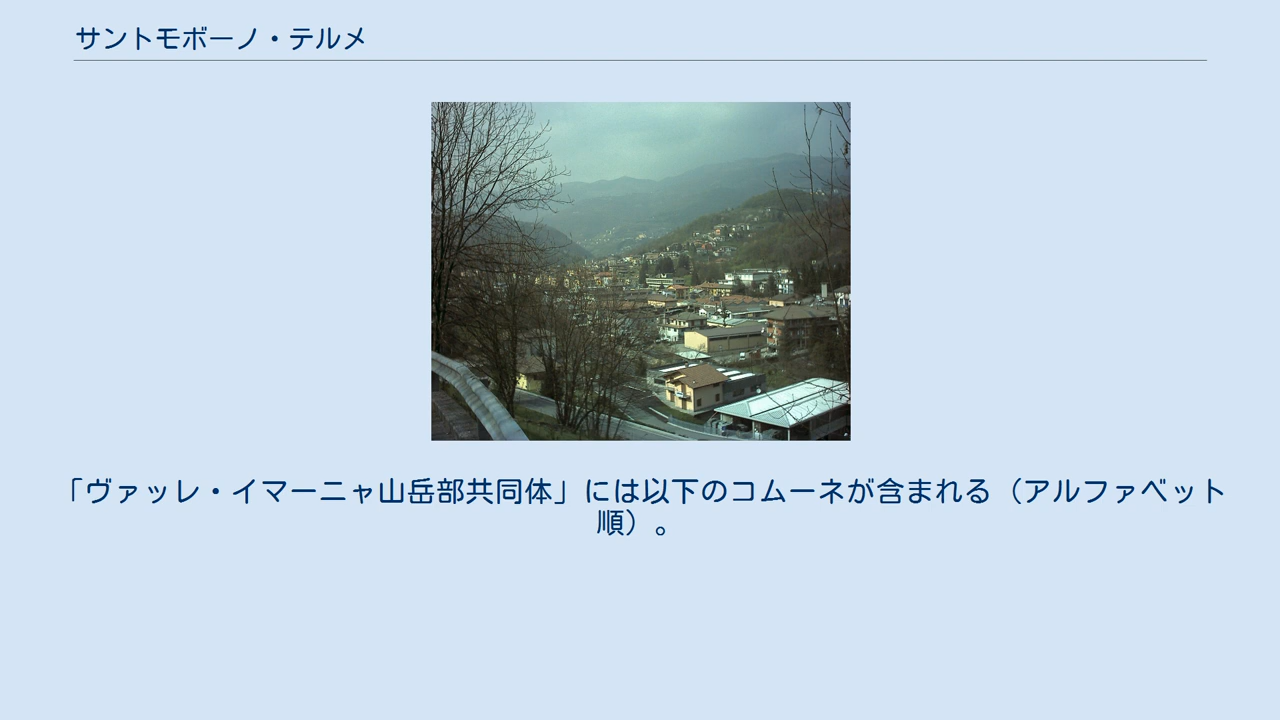 サントモボーノ・テルメ
「ヴァッレ・イマーニャ山岳部共同体」には以下のコムーネが含まれる（アルファベット
順）。